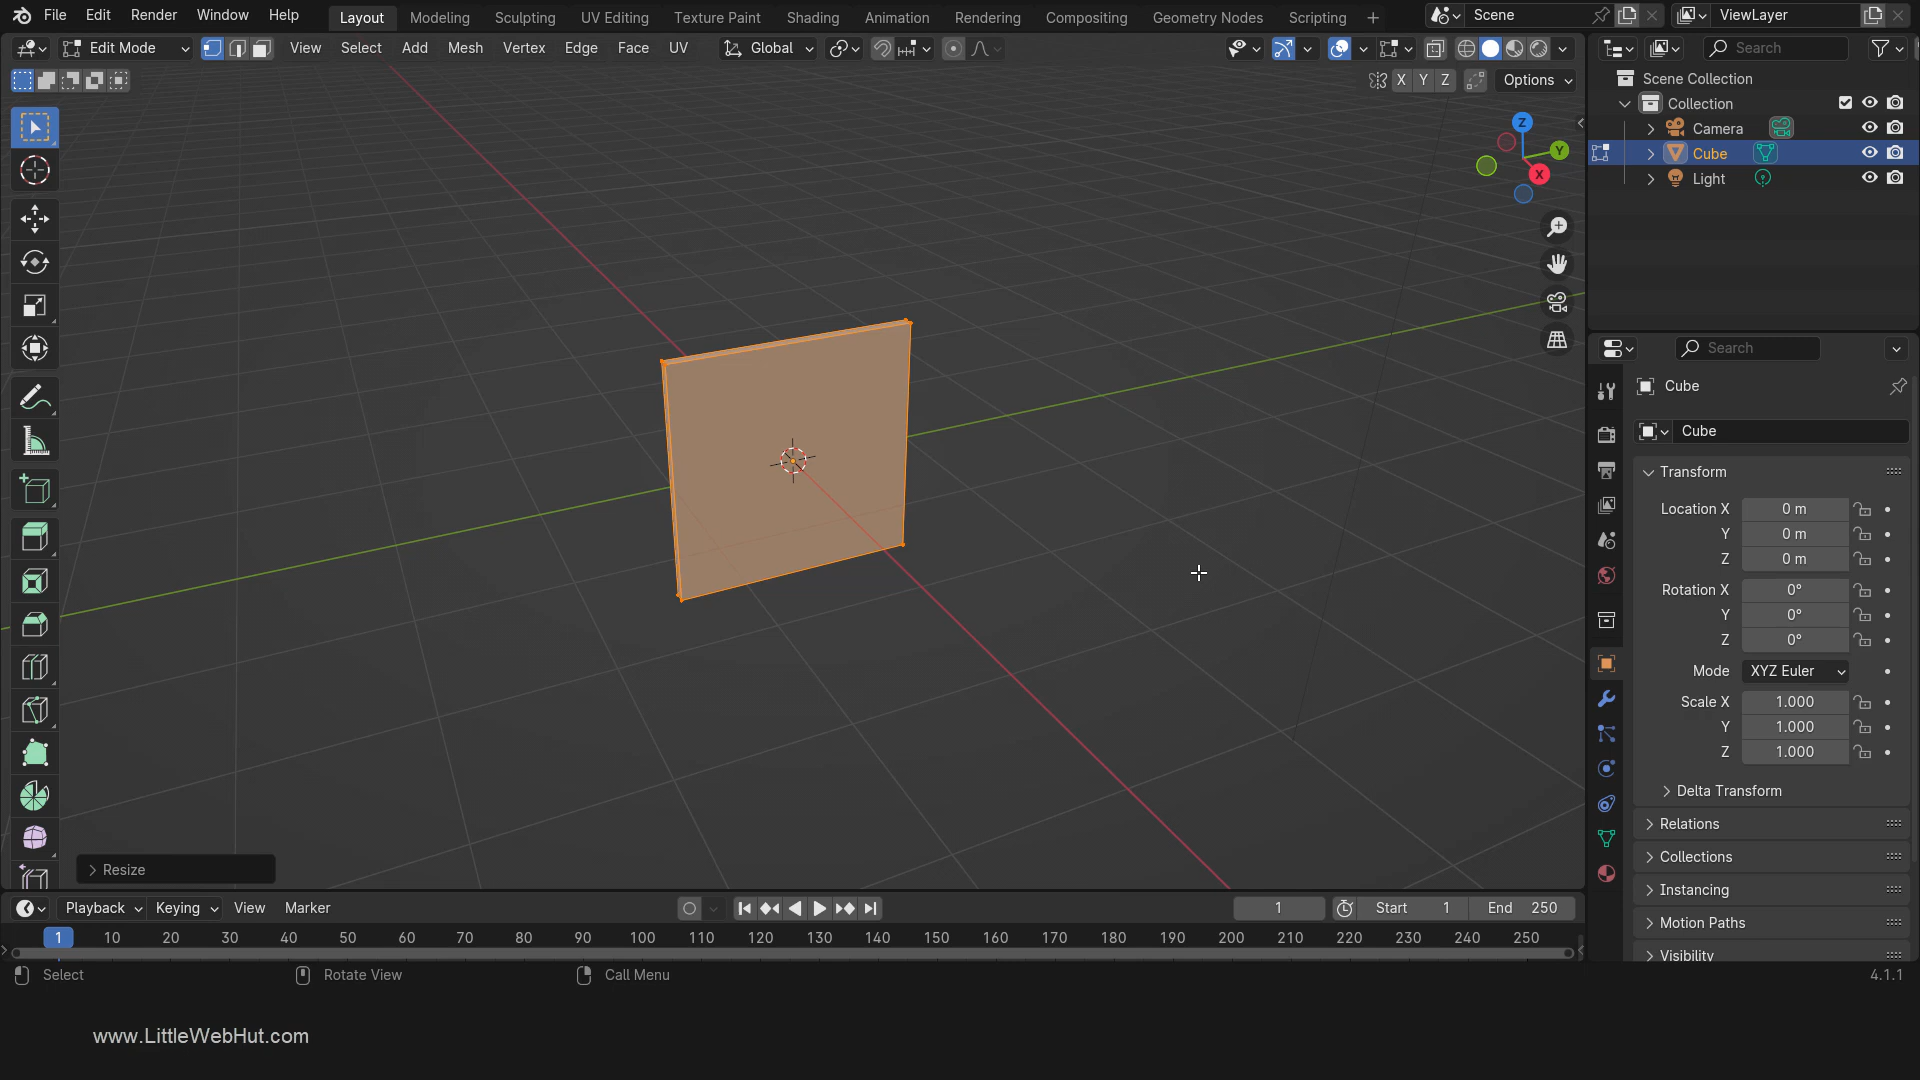 File Edit Render Window Help Layout Modeling Sculpting UV Editing Texture Paint Shading Animation Rendering Compositing Geometry Nodes Scripting + Scene ViewLayer
Edit Mode View Select Add Mesh Vertex Edge Face UV Global Search
X Y Z Options
Scene Collection
Collection
Camera
Cube
Light
Z
Y
X
Search
Cube
Cube
Transform
Location X 0 m
Y 0 m
Z 0 m
Rotation X 0°
Y 0°
Z 0°
Mode XYZ Euler
Scale X 1.000
Y 1.000
Z 1.000
Delta Transform
Relations
Collections
Instancing
Motion Paths
Visibility
Resize
Playback Keying View Marker 1 Start 1 End 250
1 10 20 30 40 50 60 70 80 90 100 110 120 130 140 150 160 170 180 190 200 210 220 230 240 250
Select Rotate View Call Menu 4.1.1
www.LittleWebHut.com